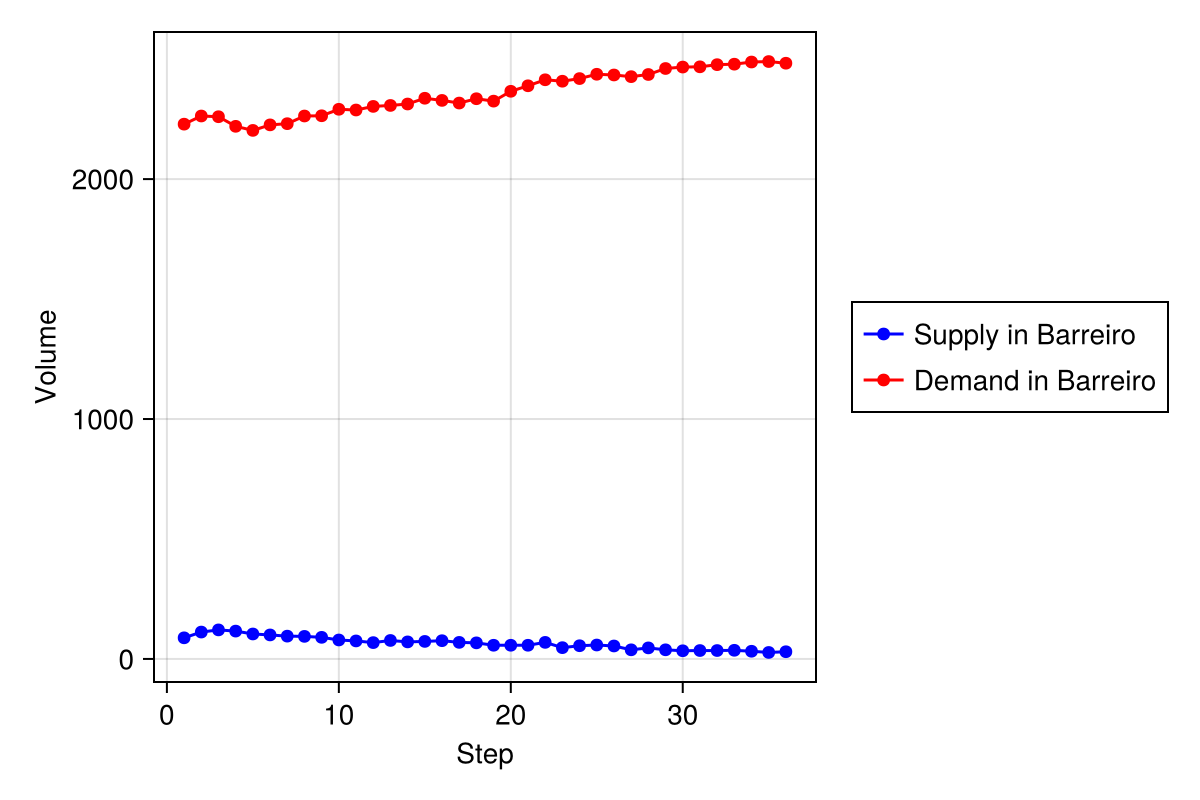 2000
1000
0
Volume
0 10 20 30
Step
Supply in Barreiro
Demand in Barreiro